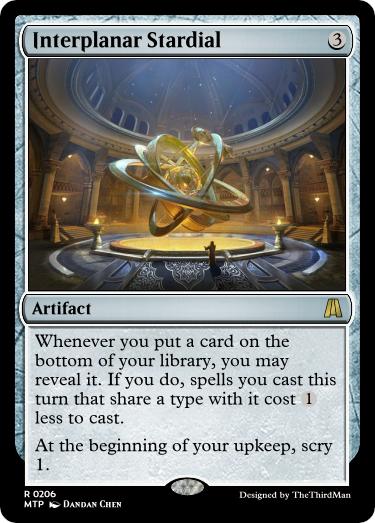 Interplanar Stardial 3
Artifact
Whenever you put a card on the
bottom of your library, you may
reveal it. If you do, spells you cast this
turn that share a type with it cost 1
less to cast.
At the beginning of your upkeep, scry
1.
R 0206
MTP DANDAN CHEN
Designed by TheThirdMan